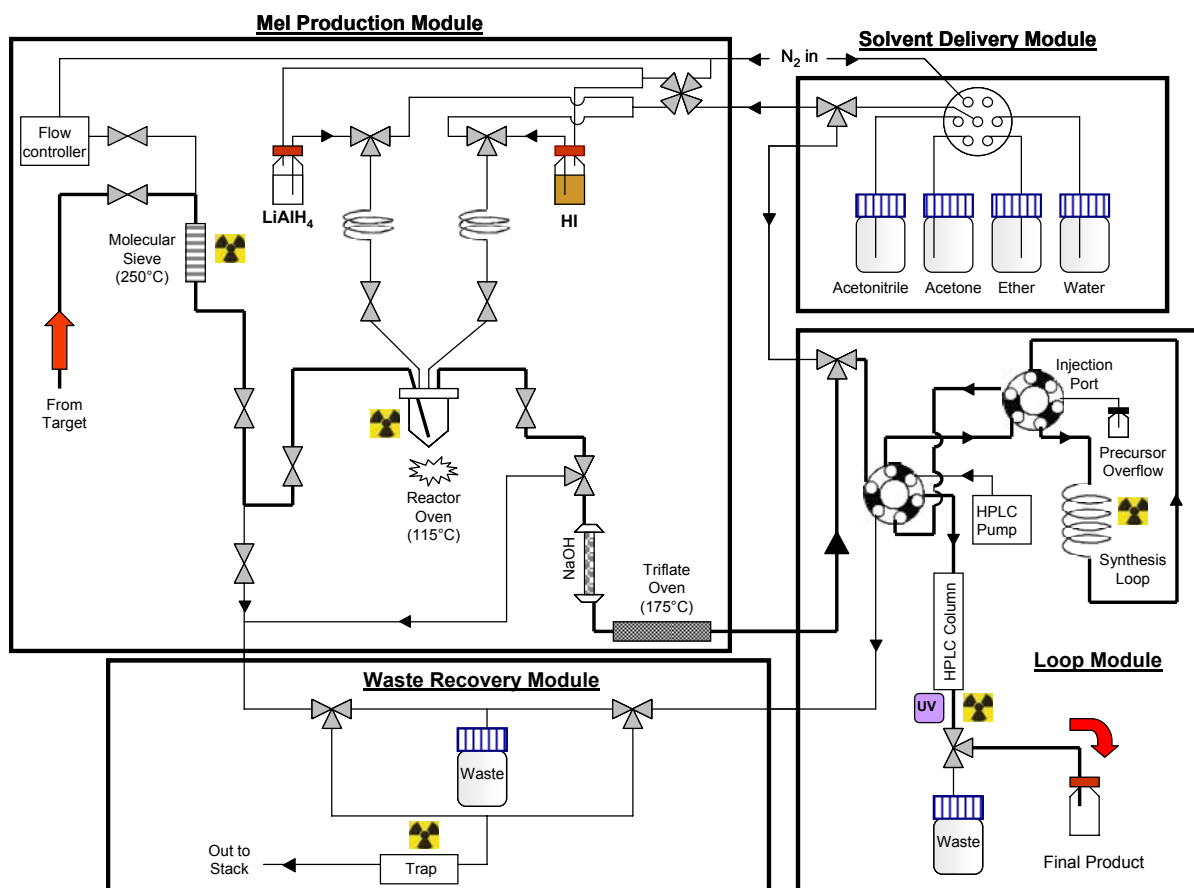 MeI Production Module
Solvent Delivery Module
N2 in
Flow
controller
LiAlH4
HI
Molecular
Sieve
(250°C)
Acetonitrile
Acetone
Ether
Water
From
Target
Reactor
Oven
(115°C)
NaOH
Triflate
Oven
(175°C)
Injection
Port
Precursor
Overflow
HPLC
Pump
Synthesis
Loop
HPLC Column
Loop Module
UV
Waste
Final Product
Waste Recovery Module
Waste
Out to
Stack
Trap